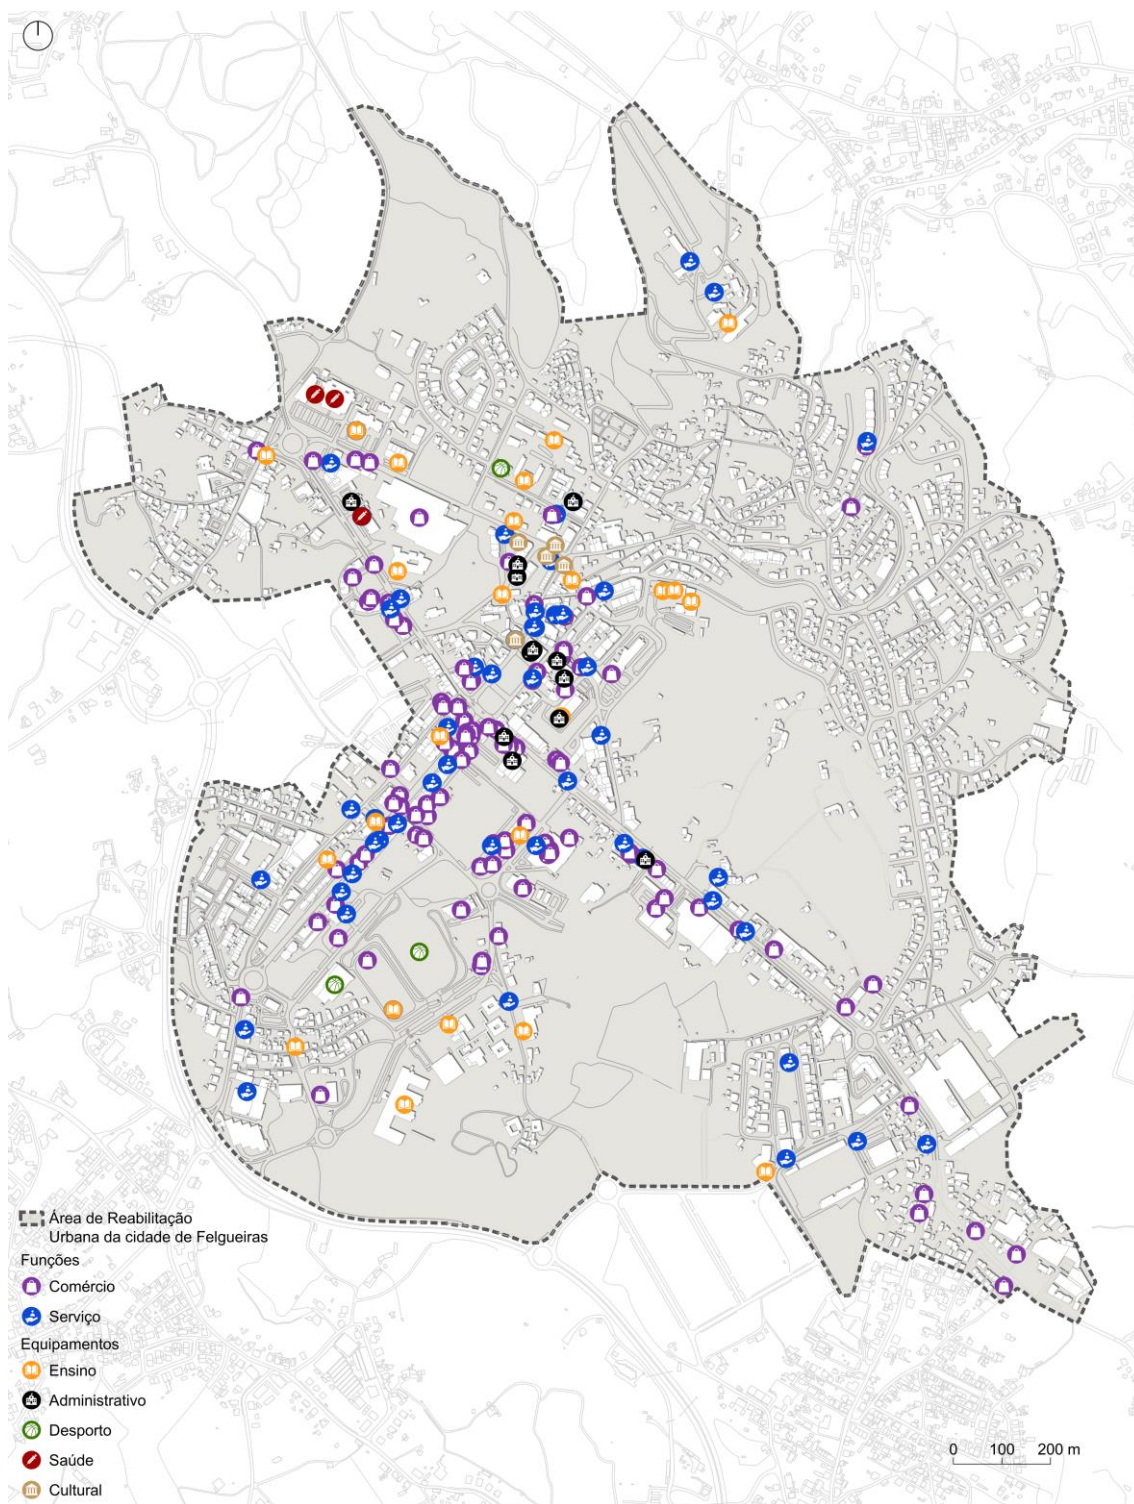 Área de Reabilitação
Urbana da cidade de Felgueiras
Funções
Comércio
Serviço
Equipamentos
Ensino
Administrativo
Desporto
Saúde
Cultural
0 100 200 m